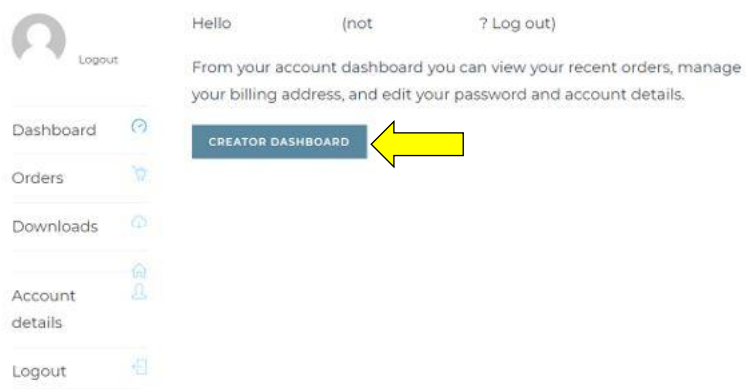 Logout
Dashboard
Orders
Downloads
Account
details
Logout
Hello (not ? Log out)
From your account dashboard you can view your recent orders, manage
your billing address, and edit your password and account details.
CREATOR DASHBOARD